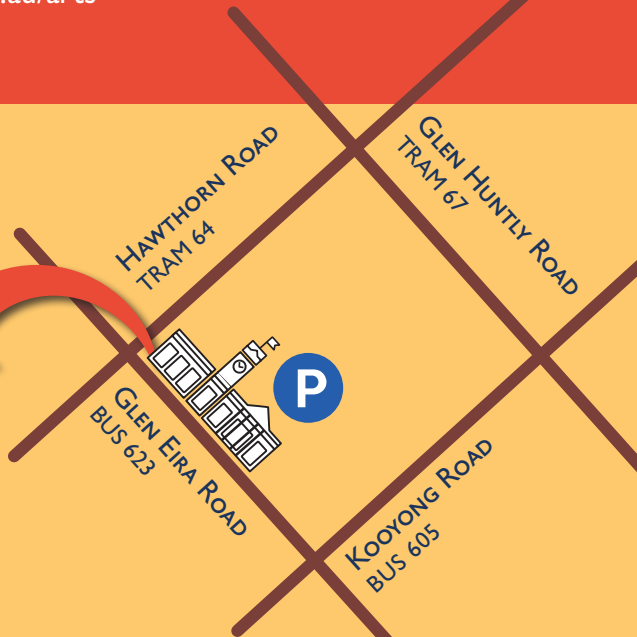 HAWTHORN ROAD
TRAM 64
GLEN HUNTLY ROAD
TRAM 67
P
GLEN EIRA ROAD
BUS 623
KOOYONG ROAD
BUS 605